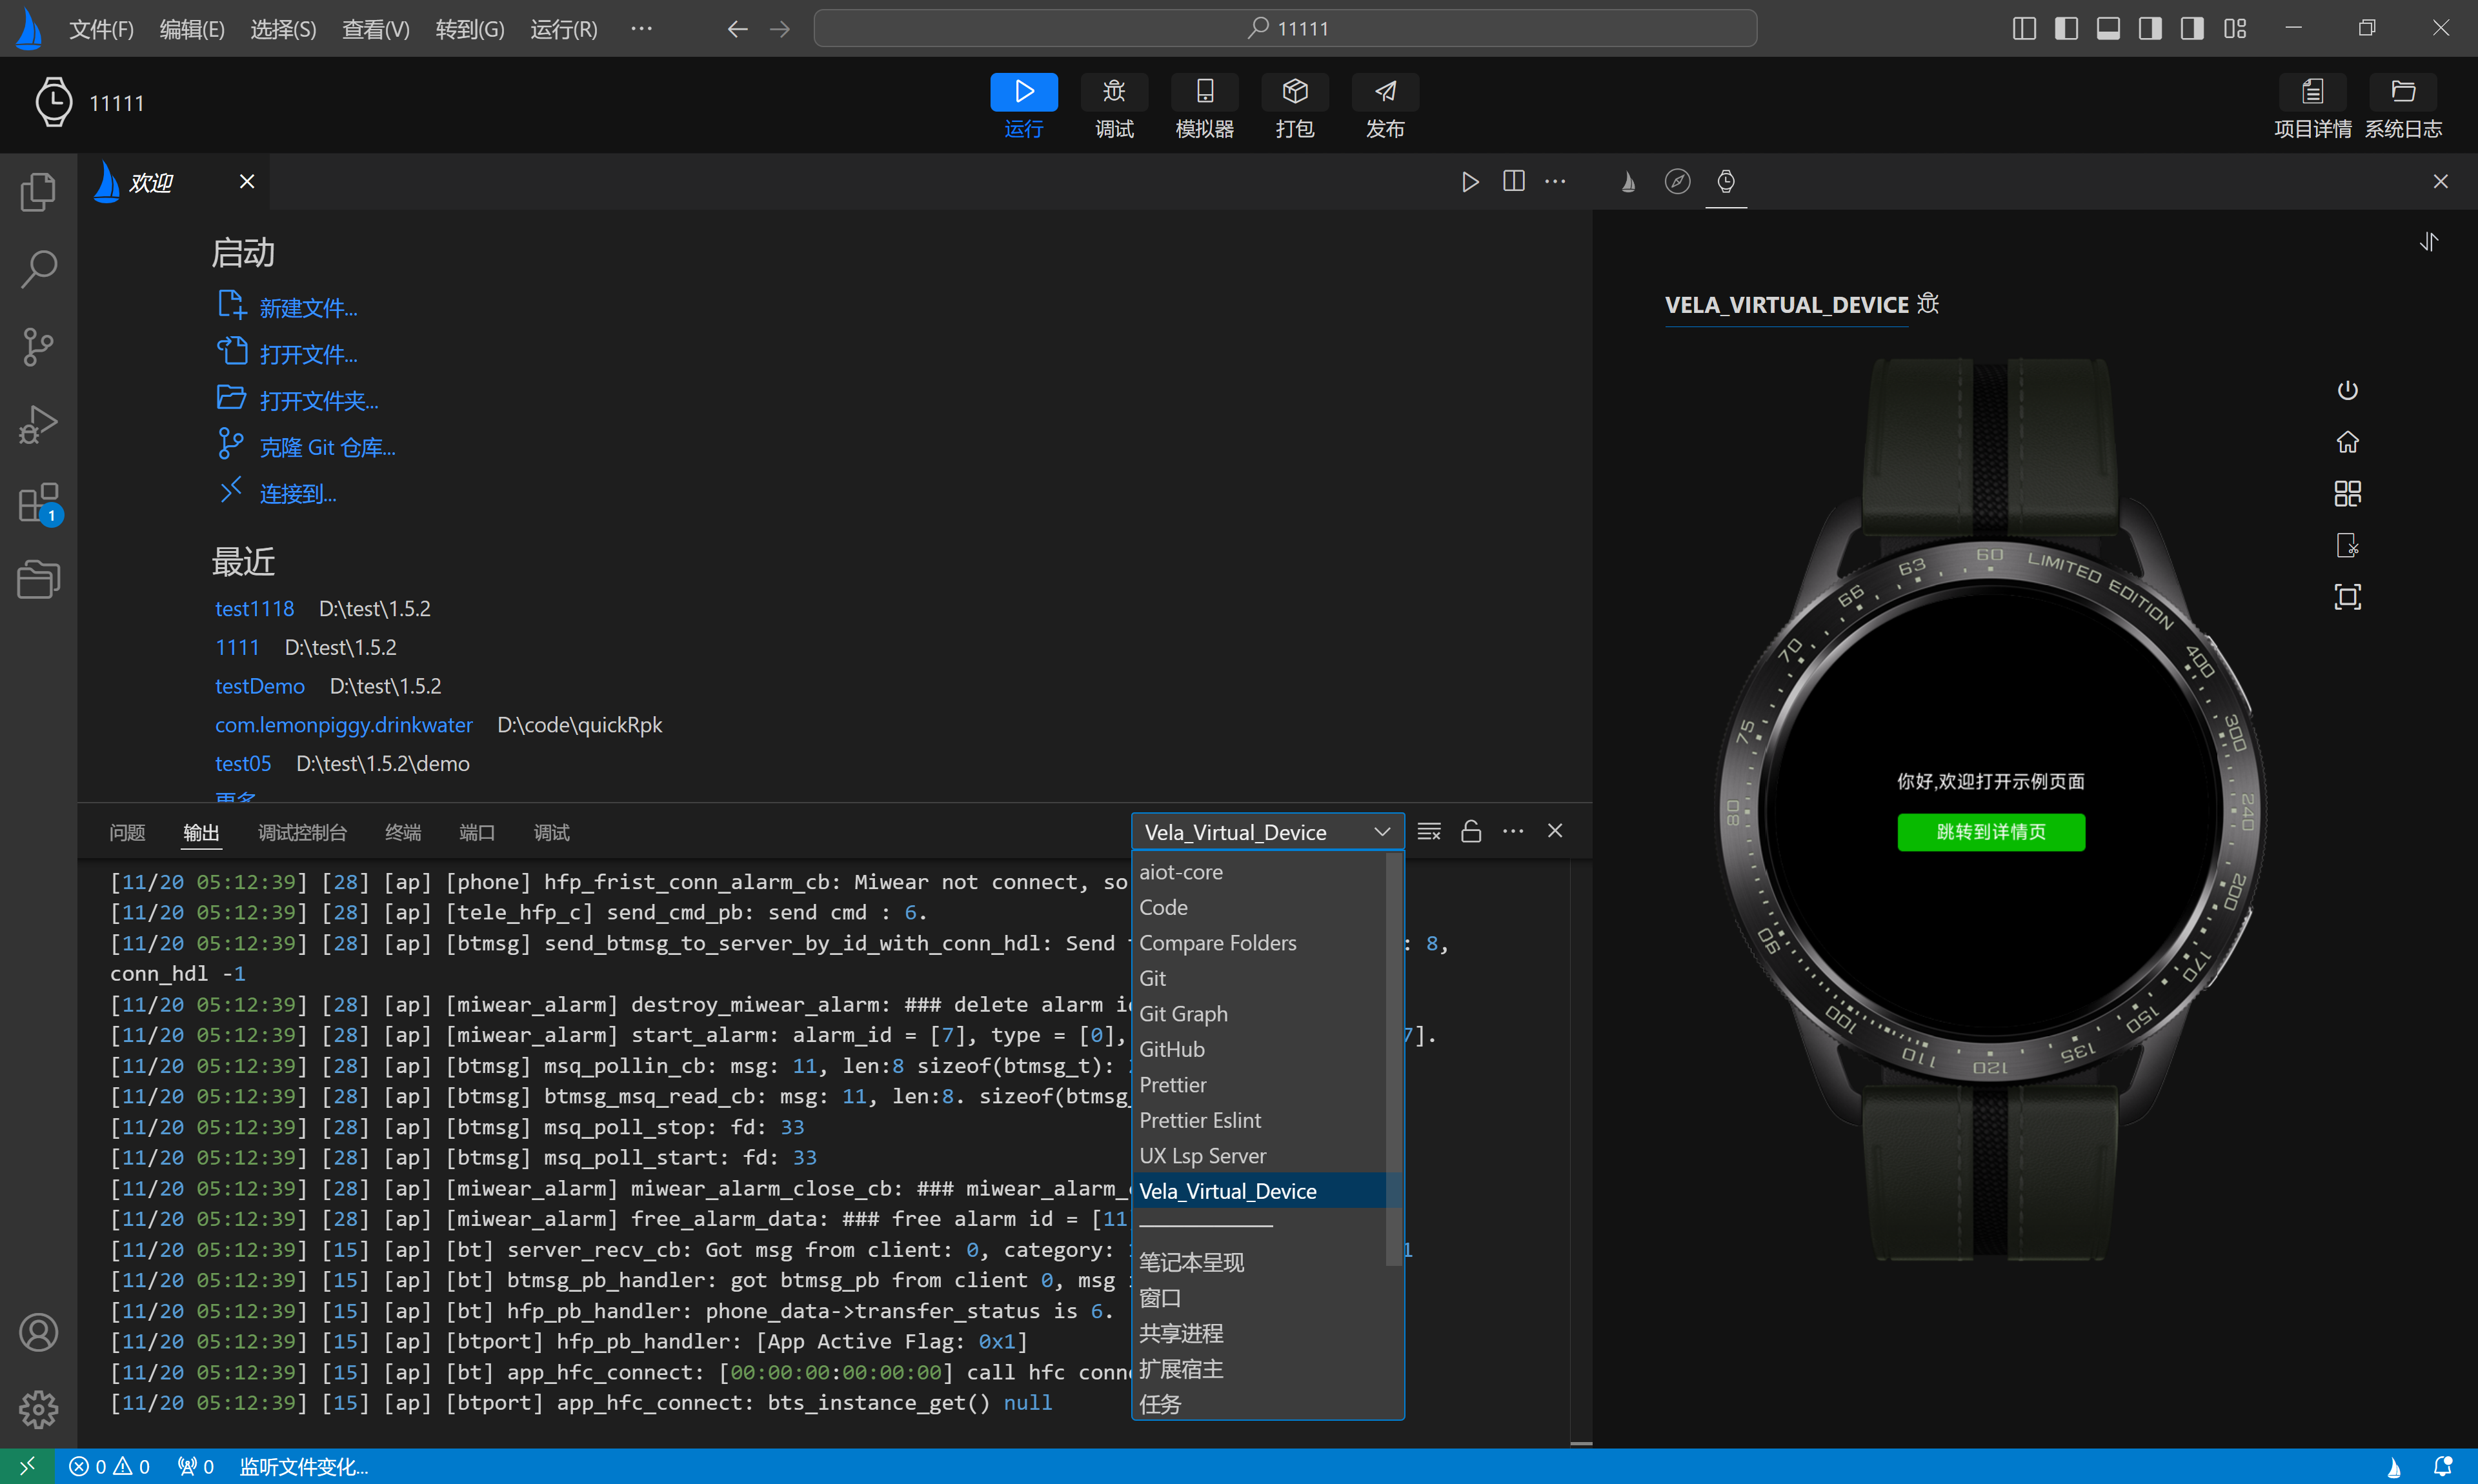 文件(F) 编辑(E) 选择(S) 查看(V) 转到(G) 运行(R) ··· 11111
11111
运行 调试 模拟器 打包 发布 项目详情 系统日志
欢迎
启动
新建文件...
打开文件...
打开文件夹...
克隆 Git 仓库...
连接到...
最近
test1118 D:\test\1.5.2
1111 D:\test\1.5.2
testDemo D:\test\1.5.2
com.lemonpiggy.drinkwater D:\code\quickRpk
test05 D:\test\1.5.2\demo
更多
问题 输出 调试控制台 终端 端口 调试 Vela_Virtual_Device
[11/20 05:12:39] [28] [ap] [phone] hfp_frist_conn_alarm_cb: Miwear not connect, so
[11/20 05:12:39] [28] [ap] [tele_hfp_c] send_cmd_pb: send cmd : 6.
[11/20 05:12:39] [28] [ap] [btmsg] send_btmsg_to_server_by_id_with_conn_hdl: Send : 8,
conn_hdl -1
[11/20 05:12:39] [28] [ap] [miwear_alarm] destroy_miwear_alarm: ### delete alarm
[11/20 05:12:39] [28] [ap] [miwear_alarm] start_alarm: alarm_id = [7], type = [0], 7].
[11/20 05:12:39] [28] [ap] [btmsg] msq_pollin_cb: msg: 11, len:8 sizeof(btmsg_t):
[11/20 05:12:39] [28] [ap] [btmsg] btmsg_msq_read_cb: msg: 11, len:8. sizeof(btmsg_
[11/20 05:12:39] [28] [ap] [btmsg] msq_poll_stop: fd: 33
[11/20 05:12:39] [28] [ap] [btmsg] msq_poll_start: fd: 33
[11/20 05:12:39] [28] [ap] [miwear_alarm] miwear_alarm_close_cb: ### miwear_alarm_
[11/20 05:12:39] [28] [ap] [miwear_alarm] free_alarm_data: ### free alarm id = [11
[11/20 05:12:39] [15] [ap] [bt] server_recv_cb: Got msg from client: 0, category: 1
[11/20 05:12:39] [15] [ap] [bt] btmsg_pb_handler: got btmsg_pb from client 0, msg
[11/20 05:12:39] [15] [ap] [bt] hfp_pb_handler: phone_data->transfer_status is 6.
[11/20 05:12:39] [15] [ap] [btport] hfp_pb_handler: [App Active Flag: 0x1]
[11/20 05:12:39] [15] [ap] [bt] app_hfc_connect: [00:00:00:00:00:00] call hfc conn
[11/20 05:12:39] [15] [ap] [btport] app_hfc_connect: bts_instance_get() null
aiot-core
Code
Compare Folders
Git
Git Graph
GitHub
Prettier
Prettier Eslint
UX Lsp Server
Vela_Virtual_Device
笔记本呈现
窗口
共享进程
扩展宿主
任务
VELA_VIRTUAL_DEVICE
60 LIMITED EDITION 400 300 240 200 170 150 135 120 110 100 90 80 75 70 66 63
你好,欢迎打开示例页面
跳转到详情页
1
0 0 0 监听文件变化...